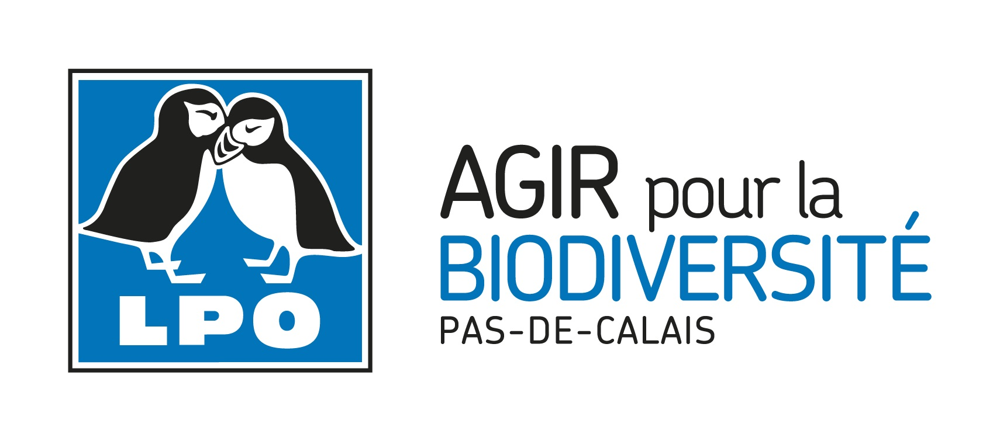 LPO
AGIR pour la
BIODIVERSITÉ
PAS-DE-CALAIS